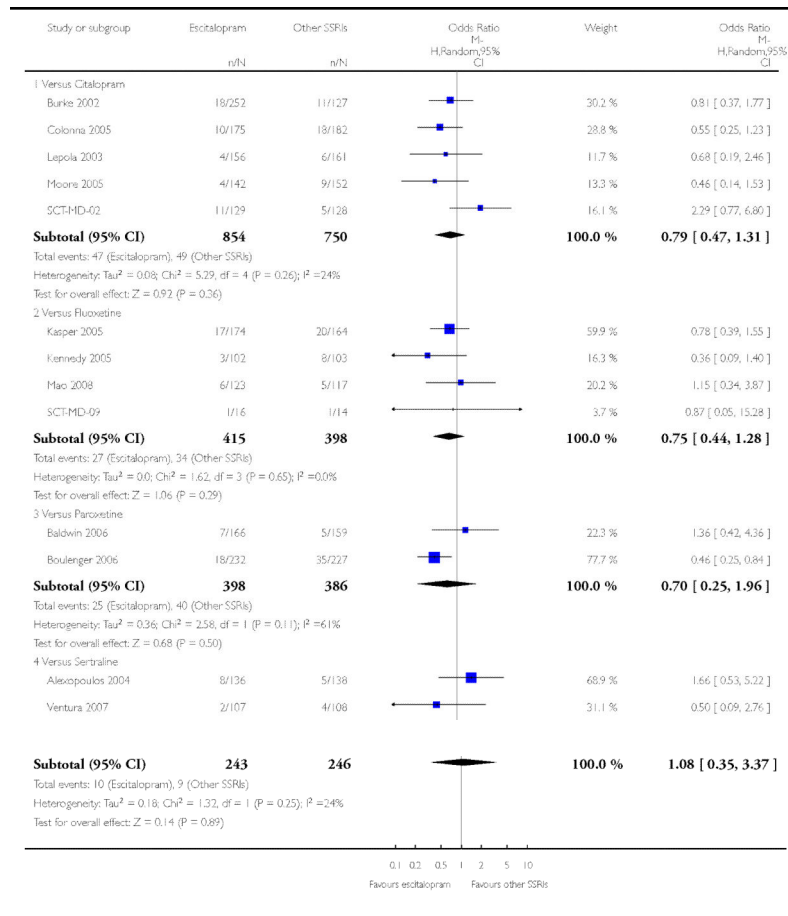 Study or subgroup Escitalopram Other SSRIs Odds Ratio Weight Odds Ratio
M- M-
H,Random,95% H,Random,95%
n/N n/N CI CI
1 Versus Citalopram
Burke 2002 18/252 11/127 30.2 % 0.81 [ 0.37, 1.77 ]
Colonna 2005 10/175 18/182 28.8 % 0.55 [ 0.25, 1.23 ]
Lepola 2003 4/156 6/161 11.7 % 0.68 [ 0.19, 2.46 ]
Moore 2005 4/142 9/152 13.3 % 0.46 [ 0.14, 1.53 ]
SCT-MD-02 11/129 5/128 16.1 % 2.29 [ 0.77, 6.80 ]
Subtotal (95% CI) 854 750 100.0 % 0.79 [ 0.47, 1.31 ]
Total events: 47 (Escitalopram), 49 (Other SSRIs)
Heterogeneity: Tau² = 0.08; Chi² = 5.29, df = 4 (P = 0.26); I² =24%
Test for overall effect: Z = 0.92 (P = 0.36)
2 Versus Fluoxetine
Kasper 2005 17/174 20/164 59.9 % 0.78 [ 0.39, 1.55 ]
Kennedy 2005 3/102 8/103 16.3 % 0.36 [ 0.09, 1.40 ]
Mao 2008 6/123 5/117 20.2 % 1.15 [ 0.34, 3.87 ]
SCT-MD-09 1/16 1/14 3.7 % 0.87 [ 0.05, 15.28 ]
Subtotal (95% CI) 415 398 100.0 % 0.75 [ 0.44, 1.28 ]
Total events: 27 (Escitalopram), 34 (Other SSRIs)
Heterogeneity: Tau² = 0.0; Chi² = 1.62, df = 3 (P = 0.65); I² =0.0%
Test for overall effect: Z = 1.06 (P = 0.29)
3 Versus Paroxetine
Baldwin 2006 7/166 5/159 22.3 % 1.36 [ 0.42, 4.36 ]
Boulenger 2006 18/232 35/227 77.7 % 0.46 [ 0.25, 0.84 ]
Subtotal (95% CI) 398 386 100.0 % 0.70 [ 0.25, 1.96 ]
Total events: 25 (Escitalopram), 40 (Other SSRIs)
Heterogeneity: Tau² = 0.36; Chi² = 2.58, df = 1 (P = 0.11); I² =61%
Test for overall effect: Z = 0.68 (P = 0.50)
4 Versus Sertraline
Alexopoulos 2004 8/136 5/138 68.9 % 1.66 [ 0.53, 5.22 ]
Ventura 2007 2/107 4/108 31.1 % 0.50 [ 0.09, 2.76 ]
Subtotal (95% CI) 243 246 100.0 % 1.08 [ 0.35, 3.37 ]
Total events: 10 (Escitalopram), 9 (Other SSRIs)
Heterogeneity: Tau² = 0.18; Chi² = 1.32, df = 1 (P = 0.25); I² =24%
Test for overall effect: Z = 0.14 (P = 0.89)
0.1 0.2 0.5 1 2 5 10
Favours escitalopram Favours other SSRIs